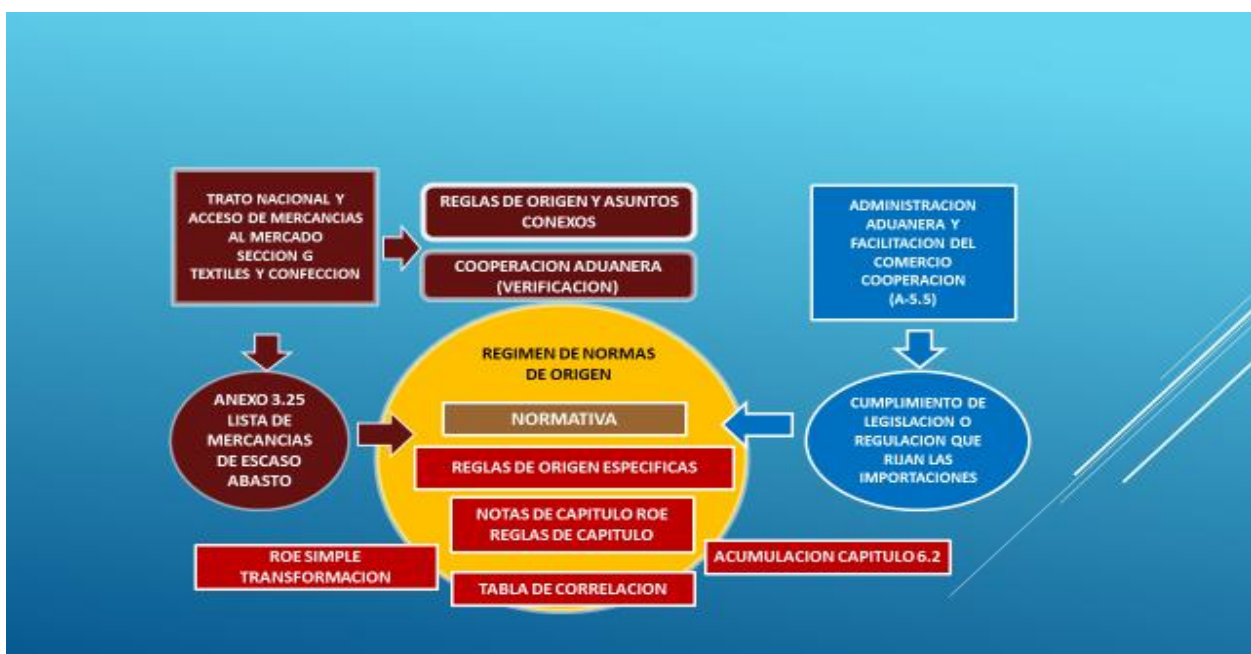 TRATO NACIONAL Y
ACCESO DE MERCANCIAS
AL MERCADO
SECCION G
TEXTILES Y CONFECCION
REGLAS DE ORIGEN Y ASUNTOS
CONEXOS
COOPERACION ADUANERA
(VERIFICACION)
ADMINISTRACION
ADUANERA Y
FACILITACION DEL
COMERCIO
COOPERACION
(A-5.5)
ANEXO 3.25
LISTA DE
MERCANCIAS
DE ESCASO
ABASTO
REGIMEN DE NORMAS
DE ORIGEN
NORMATIVA
REGLAS DE ORIGEN ESPECIFICAS
NOTAS DE CAPITULO ROE
REGLAS DE CAPITULO
TABLA DE CORRELACION
CUMPLIMIENTO DE
LEGISLACION O
REGULACION QUE
RIJAN LAS
IMPORTACIONES
ROE SIMPLE
TRANSFORMACION
ACUMULACION CAPITULO 6.2